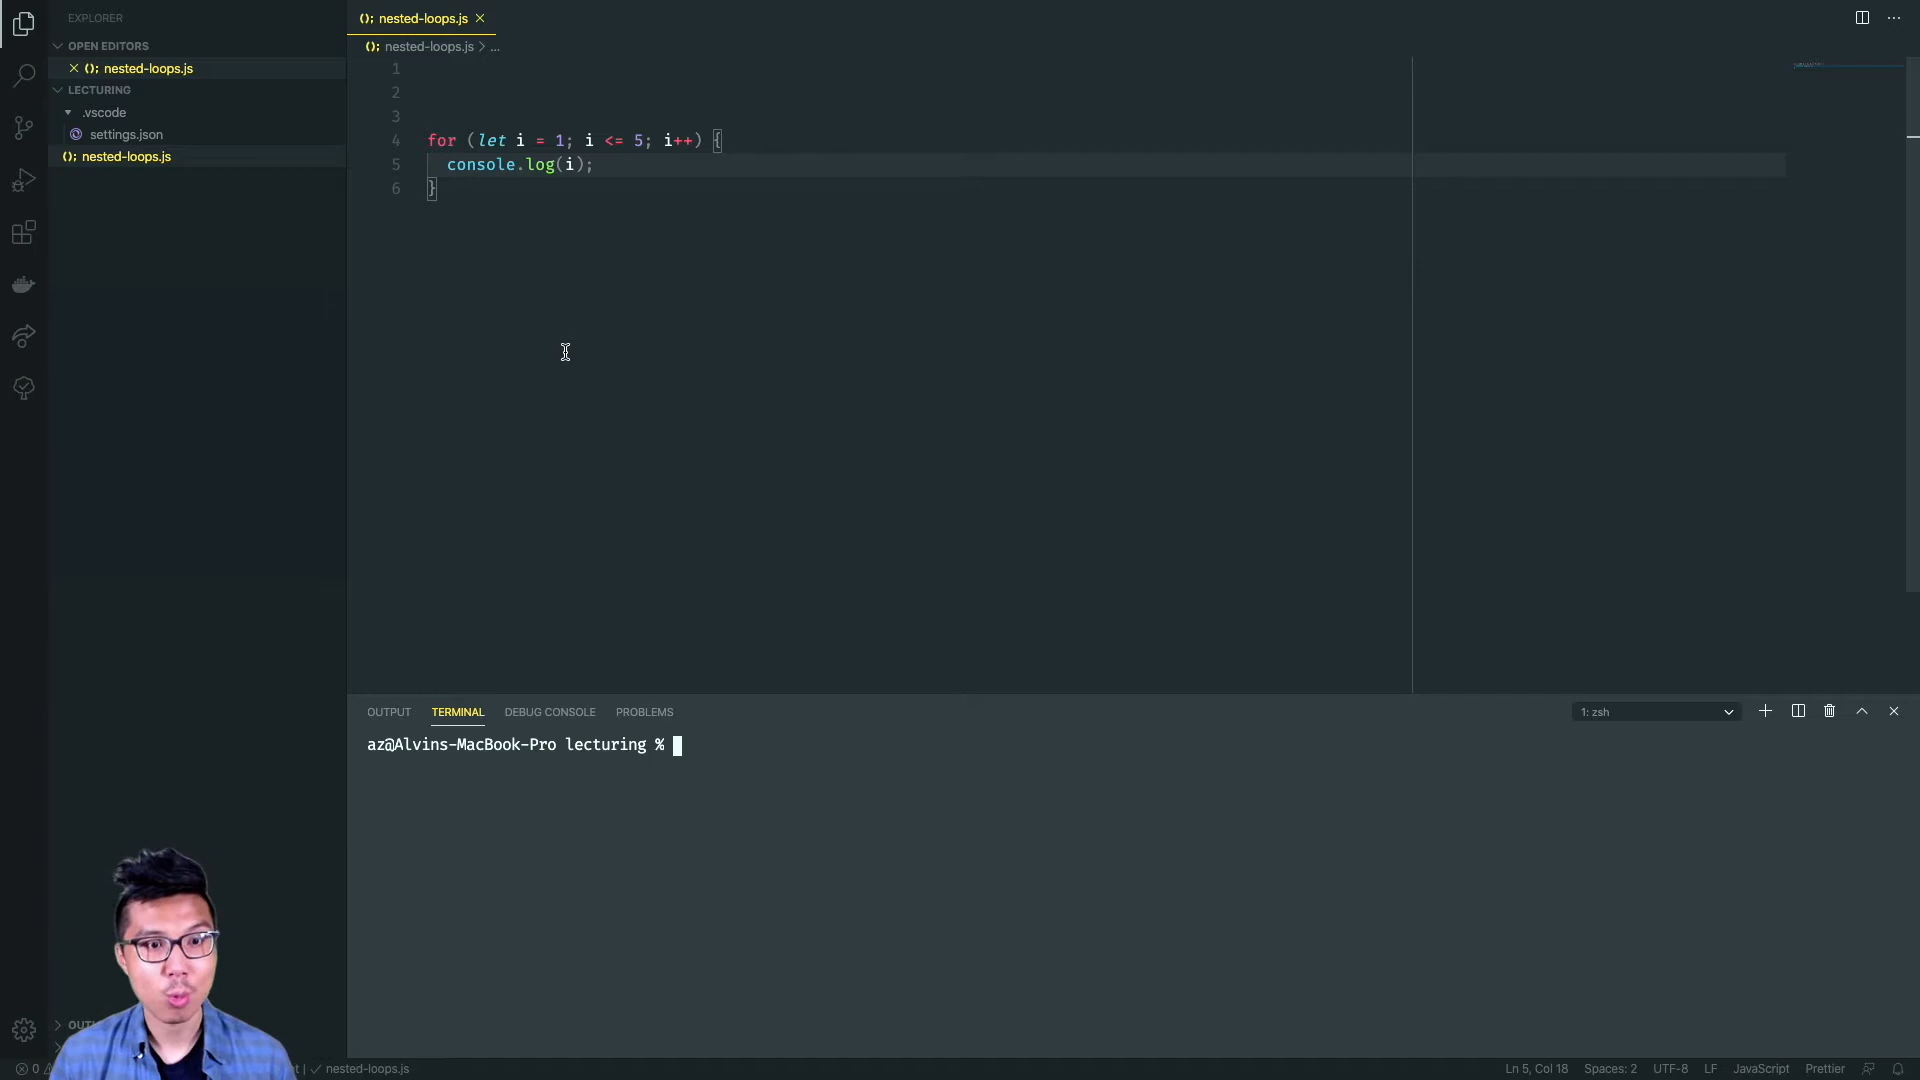 EXPLORER
OPEN EDITORS
nested-loops.js
LECTURING
.vscode
settings.json
nested-loops.js
nested-loops.js
nested-loops.js > ...
1
2
3
4 for (let i = 1; i <= 5; i++) {
5 console.log(i);
6 }
OUTPUT TERMINAL DEBUG CONSOLE PROBLEMS
1: zsh
az@Alvins-MacBook-Pro lecturing %
0
nested-loops.js
Ln 5, Col 18 Spaces: 2 UTF-8 LF JavaScript Prettier